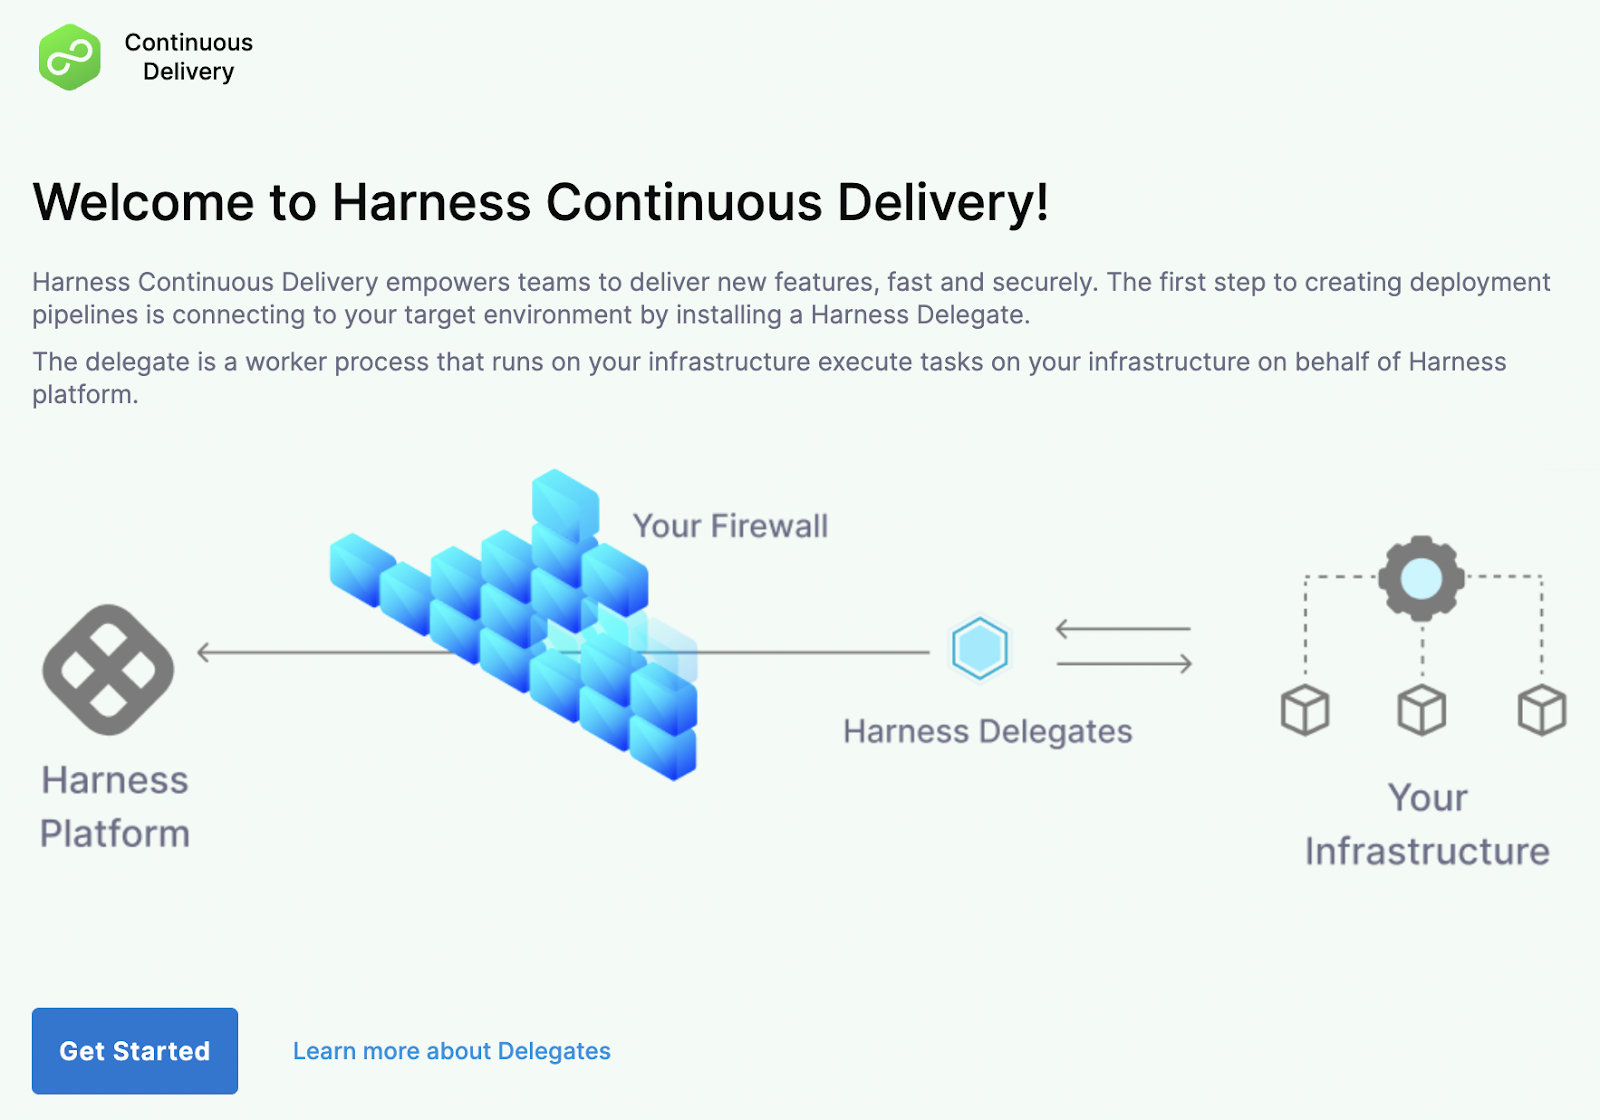 Continuous
Delivery
Welcome to Harness Continuous Delivery!
Harness Continuous Delivery empowers teams to deliver new features, fast and securely. The first step to creating deployment
pipelines is connecting to your target environment by installing a Harness Delegate.
The delegate is a worker process that runs on your infrastructure execute tasks on your infrastructure on behalf of Harness
platform.
Your Firewall
Harness Delegates
Harness
Platform
Your
Infrastructure
Get Started
Learn more about Delegates